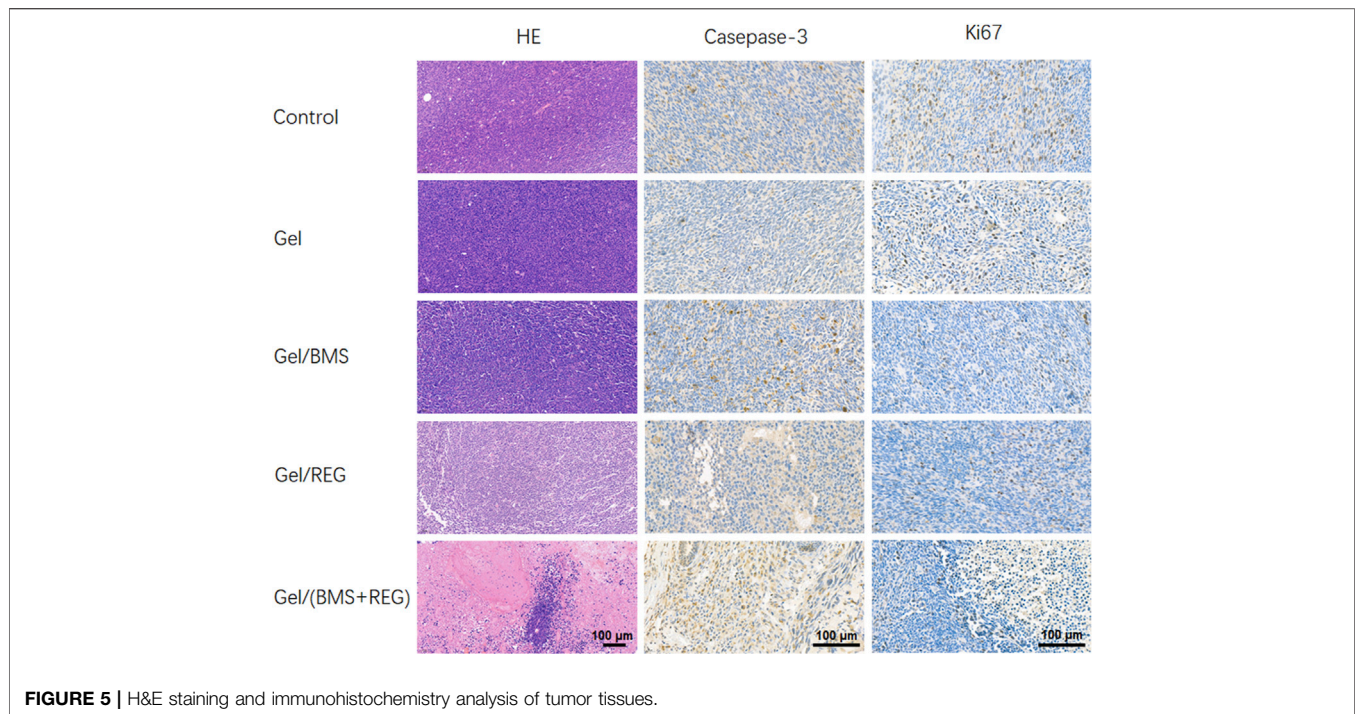 HE Casepase-3 Ki67
Control
Gel
Gel/BMS
Gel/REG
Gel/(BMS+REG)
100 µm 100 µm 100 µm
FIGURE 5 | H&E staining and immunohistochemistry analysis of tumor tissues.